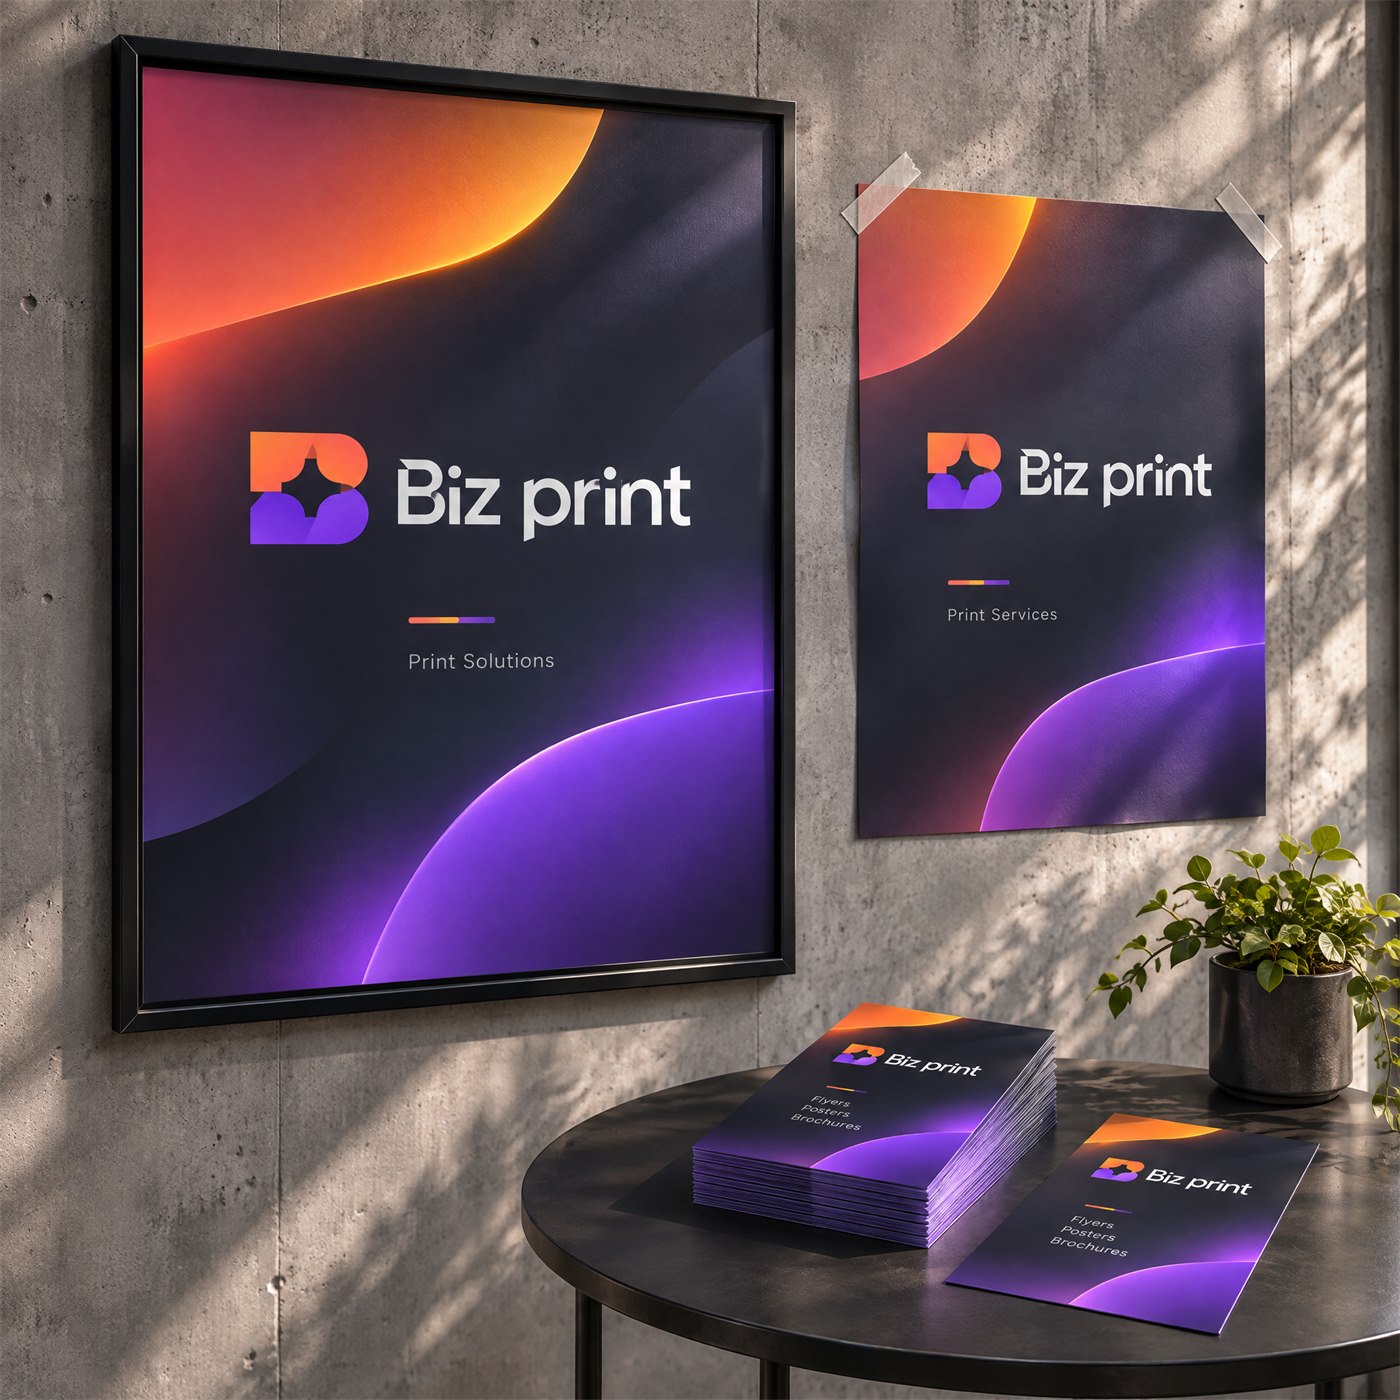 Biz print
Print Solutions
Biz print
Print Services
Biz print
Flyers
Posters
Brochures
Biz print
Flyers
Posters
Brochures